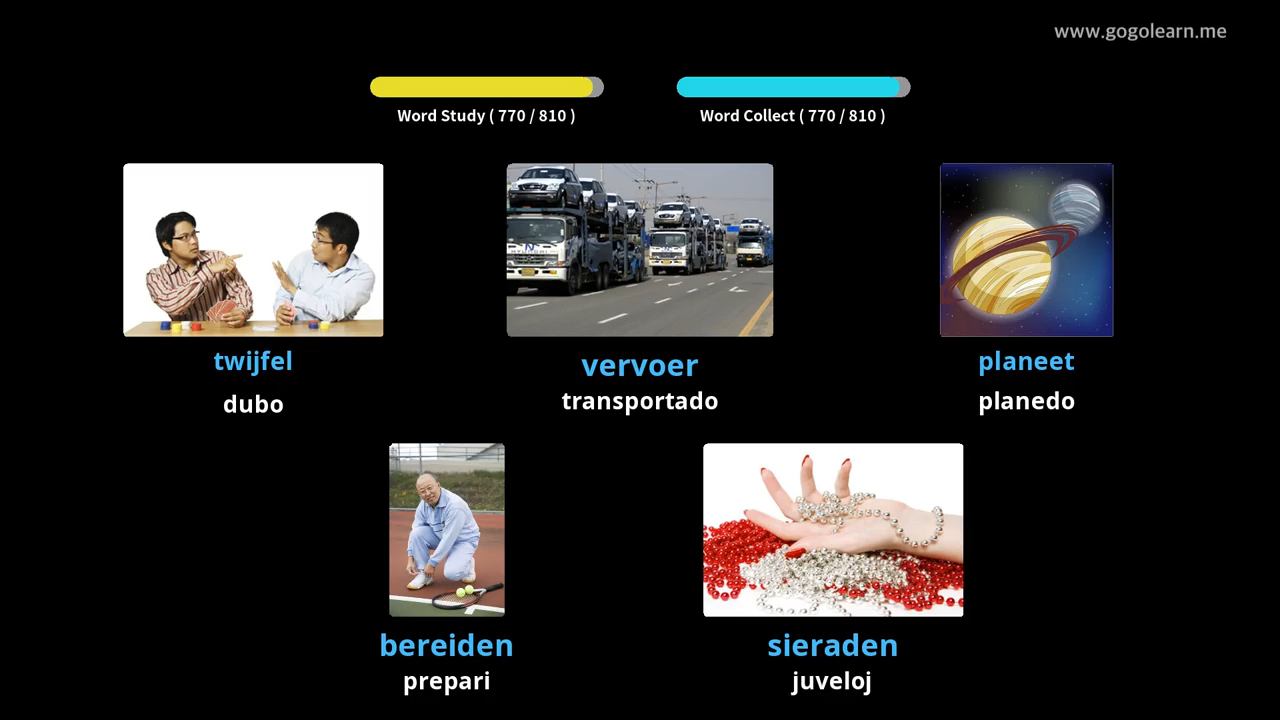 www.gogolearn.me
Word Study ( 770 / 810 )
Word Collect ( 770 / 810 )
twijfel
dubo
vervoer
transportado
planeet
planedo
bereiden
prepari
sieraden
juveloj